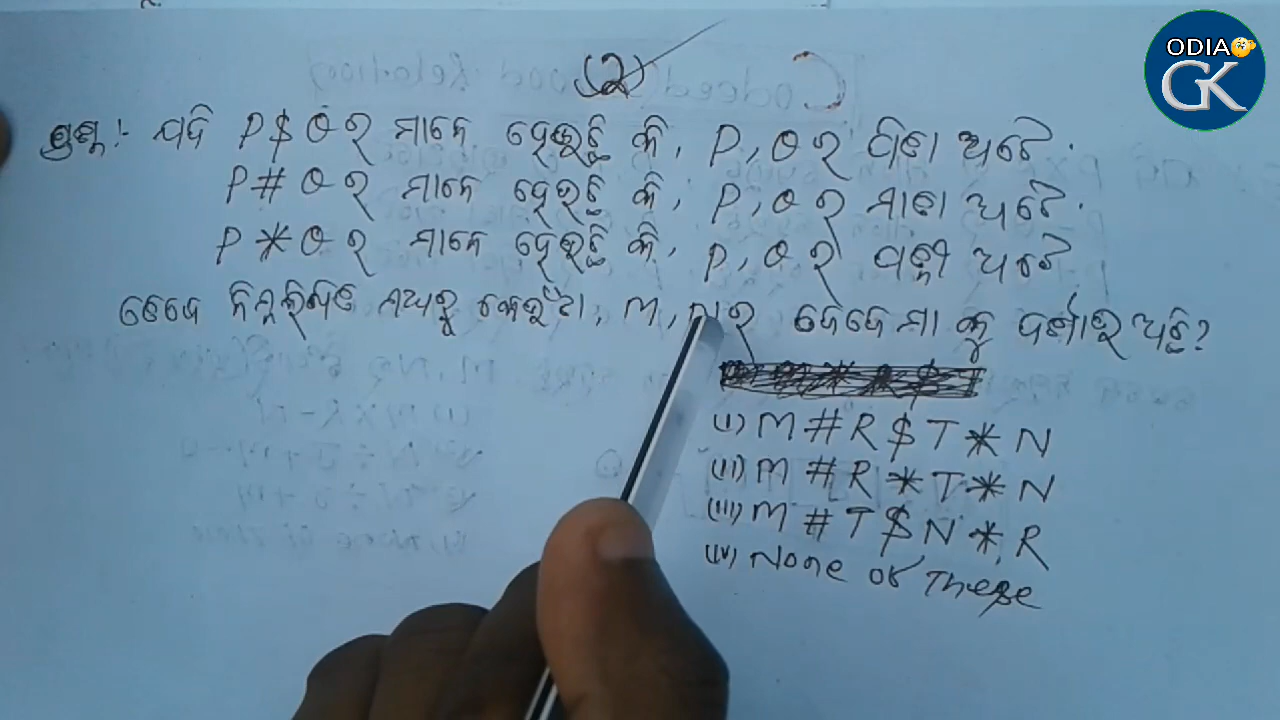 ODIA
GK
(2)
ପ୍ରଶ୍ନ :- ଯଦି P $ Q ର ମାନେ ହେଉଛି କି, P, Q ର ପିତା ଅଟେ.
P # Q ର ମାନେ ହେଉଛି କି, P, Q ର ମାତା ଅଟେ.
P * Q ର ମାନେ ହେଉଛି କି, P, Q ର ପତ୍ନୀ ଅଟେ
ତେବେ ନିମ୍ନଲିଖିତ ମଧ୍ୟରୁ କେଉଁଟା, M, N ର ଜେଜେ ମା କୁ ଦର୍ଶାଉ ଅଛି?
(i) M # R $ T * N
(ii) M # R * T * N
(iii) M # T $ N * R
(iv) None of These